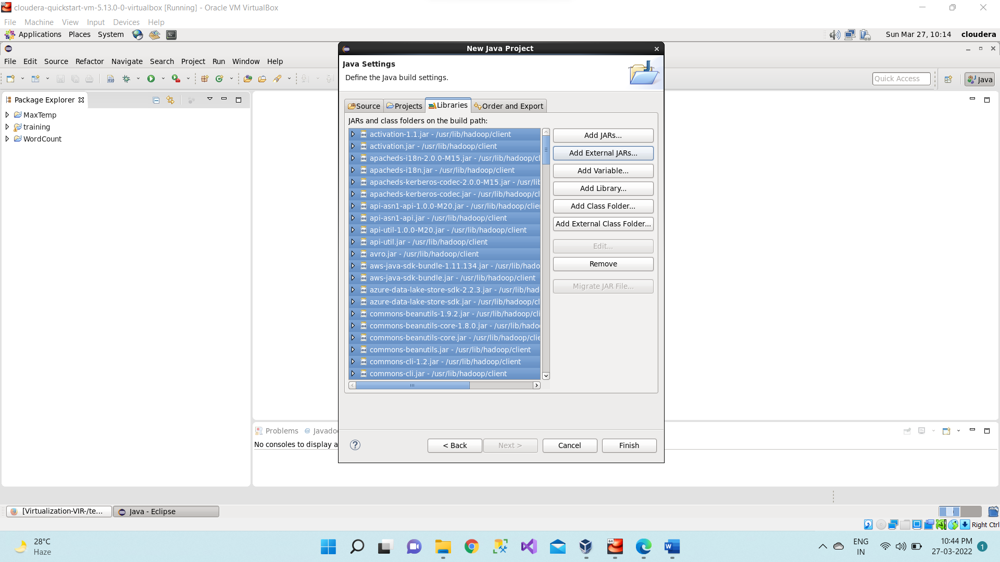 cloudera-quickstart-vm-5.13.0-0-virtualbox [Running] - Oracle VM VirtualBox
File Machine View Input Devices Help
Applications Places System
Sun Mar 27, 10:14 cloudera
New Java Project
File Edit Source Refactor Navigate Search Project Run Window Help
Java Settings
Define the Java build settings.
Quick Access
Java
Package Explorer
MaxTemp
training
WordCount
Source Projects Libraries Order and Export
JARs and class folders on the build path:
activation-1.1.jar - /usr/lib/hadoop/client
activation.jar - /usr/lib/hadoop/client
apacheds-i18n-2.0.0-M15.jar - /usr/lib/hadoop/cl
apacheds-i18n.jar - /usr/lib/hadoop/client
apacheds-kerberos-codec-2.0.0-M15.jar - /usr/lib
apacheds-kerberos-codec.jar - /usr/lib/hadoop/cl
api-asn1-api-1.0.0-M20.jar - /usr/lib/hadoop/clie
api-asn1-api.jar - /usr/lib/hadoop/client
api-util-1.0.0-M20.jar - /usr/lib/hadoop/client
api-util.jar - /usr/lib/hadoop/client
avro.jar - /usr/lib/hadoop/client
aws-java-sdk-bundle-1.11.134.jar - /usr/lib/hado
aws-java-sdk-bundle.jar - /usr/lib/hadoop/client
azure-data-lake-store-sdk-2.2.3.jar - /usr/lib/had
azure-data-lake-store-sdk.jar - /usr/lib/hadoop/cl
commons-beanutils-1.9.2.jar - /usr/lib/hadoop/cli
commons-beanutils-core-1.8.0.jar - /usr/lib/hado
commons-beanutils-core.jar - /usr/lib/hadoop/clie
commons-beanutils.jar - /usr/lib/hadoop/client
commons-cli-1.2.jar - /usr/lib/hadoop/client
commons-cli.jar - /usr/lib/hadoop/client
Add JARs...
Add External JARs...
Add Variable...
Add Library...
Add Class Folder...
Add External Class Folder...
Edit...
Remove
Migrate JAR File...
Problems @ Javado
No consoles to display a
< Back Next > Cancel Finish
[Virtualization-VIR-/te...
Java - Eclipse
Right Ctrl
28°C
Haze
ENG
IN
10:44 PM
27-03-2022
1